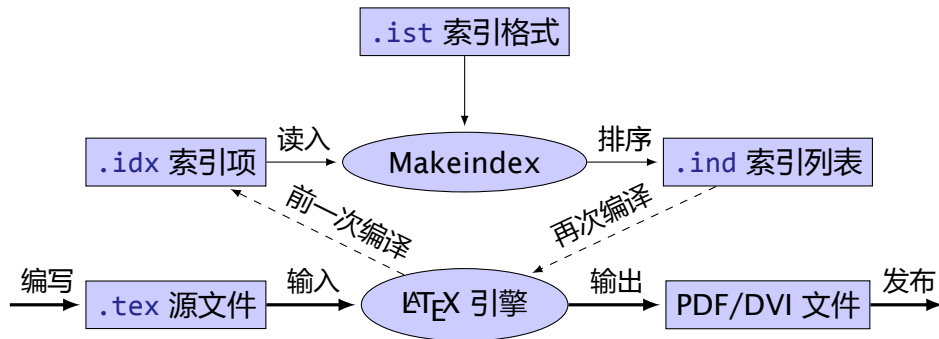 .ist 索引格式
.idx 索引项
读入
Makeindex
排序
.ind 索引列表
前一次编译
再次编译
编写
.tex 源文件
输入
LATEX 引擎
输出
PDF/DVI 文件
发布